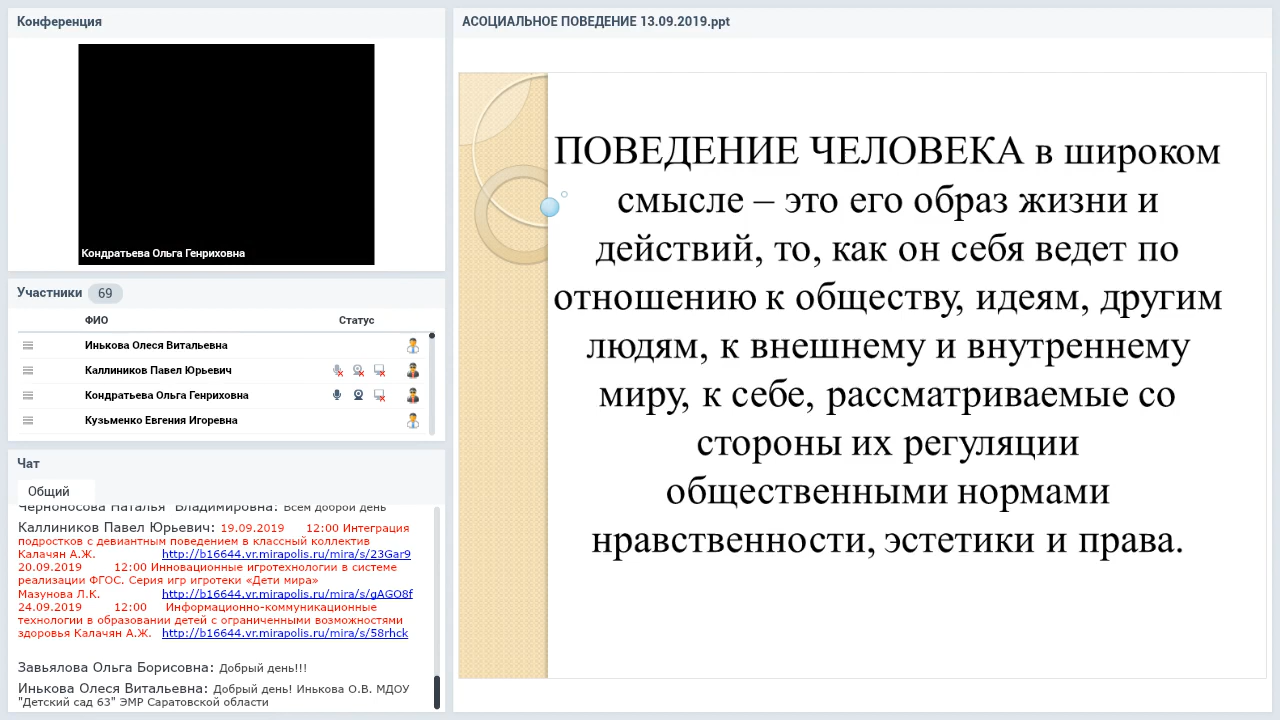 Конференция
Кондратьева Ольга Генриховна
Участники 69
ФИО Статус
Инькова Олеся Витальевна
Каллиников Павел Юрьевич
Кондратьева Ольга Генриховна
Кузьменко Евгения Игоревна
Чат
Общий
Черноносова Наталья Владимировна: Всем доброй день
Каллиников Павел Юрьевич: 19.09.2019 12:00 Интеграция
подростков с девиантным поведением в классный коллектив
Калачян А.Ж. http://b16644.vr.mirapolis.ru/mira/s/23Gar9
20.09.2019 12:00 Инновационные игротехнологии в системе
реализации ФГОС. Серия игр игротеки «Дети мира»
Мазунова Л.К. http://b16644.vr.mirapolis.ru/mira/s/gAGO8f
24.09.2019 12:00 Информационно-коммуникационные
технологии в образовании детей с ограниченными возможностями
здоровья Калачян А.Ж. http://b16644.vr.mirapolis.ru/mira/s/58rhck
Завьялова Ольга Борисовна: Добрый день!!!
Инькова Олеся Витальевна: Добрый день! Инькова О.В. МДОУ
"Детский сад 63" ЭМР Саратовской области
АСОЦИАЛЬНОЕ ПОВЕДЕНИЕ 13.09.2019.ppt
ПОВЕДЕНИЕ ЧЕЛОВЕКА в широком
смысле – это его образ жизни и
действий, то, как он себя ведет по
отношению к обществу, идеям, другим
людям, к внешнему и внутреннему
миру, к себе, рассматриваемые со
стороны их регуляции
общественными нормами
нравственности, эстетики и права.